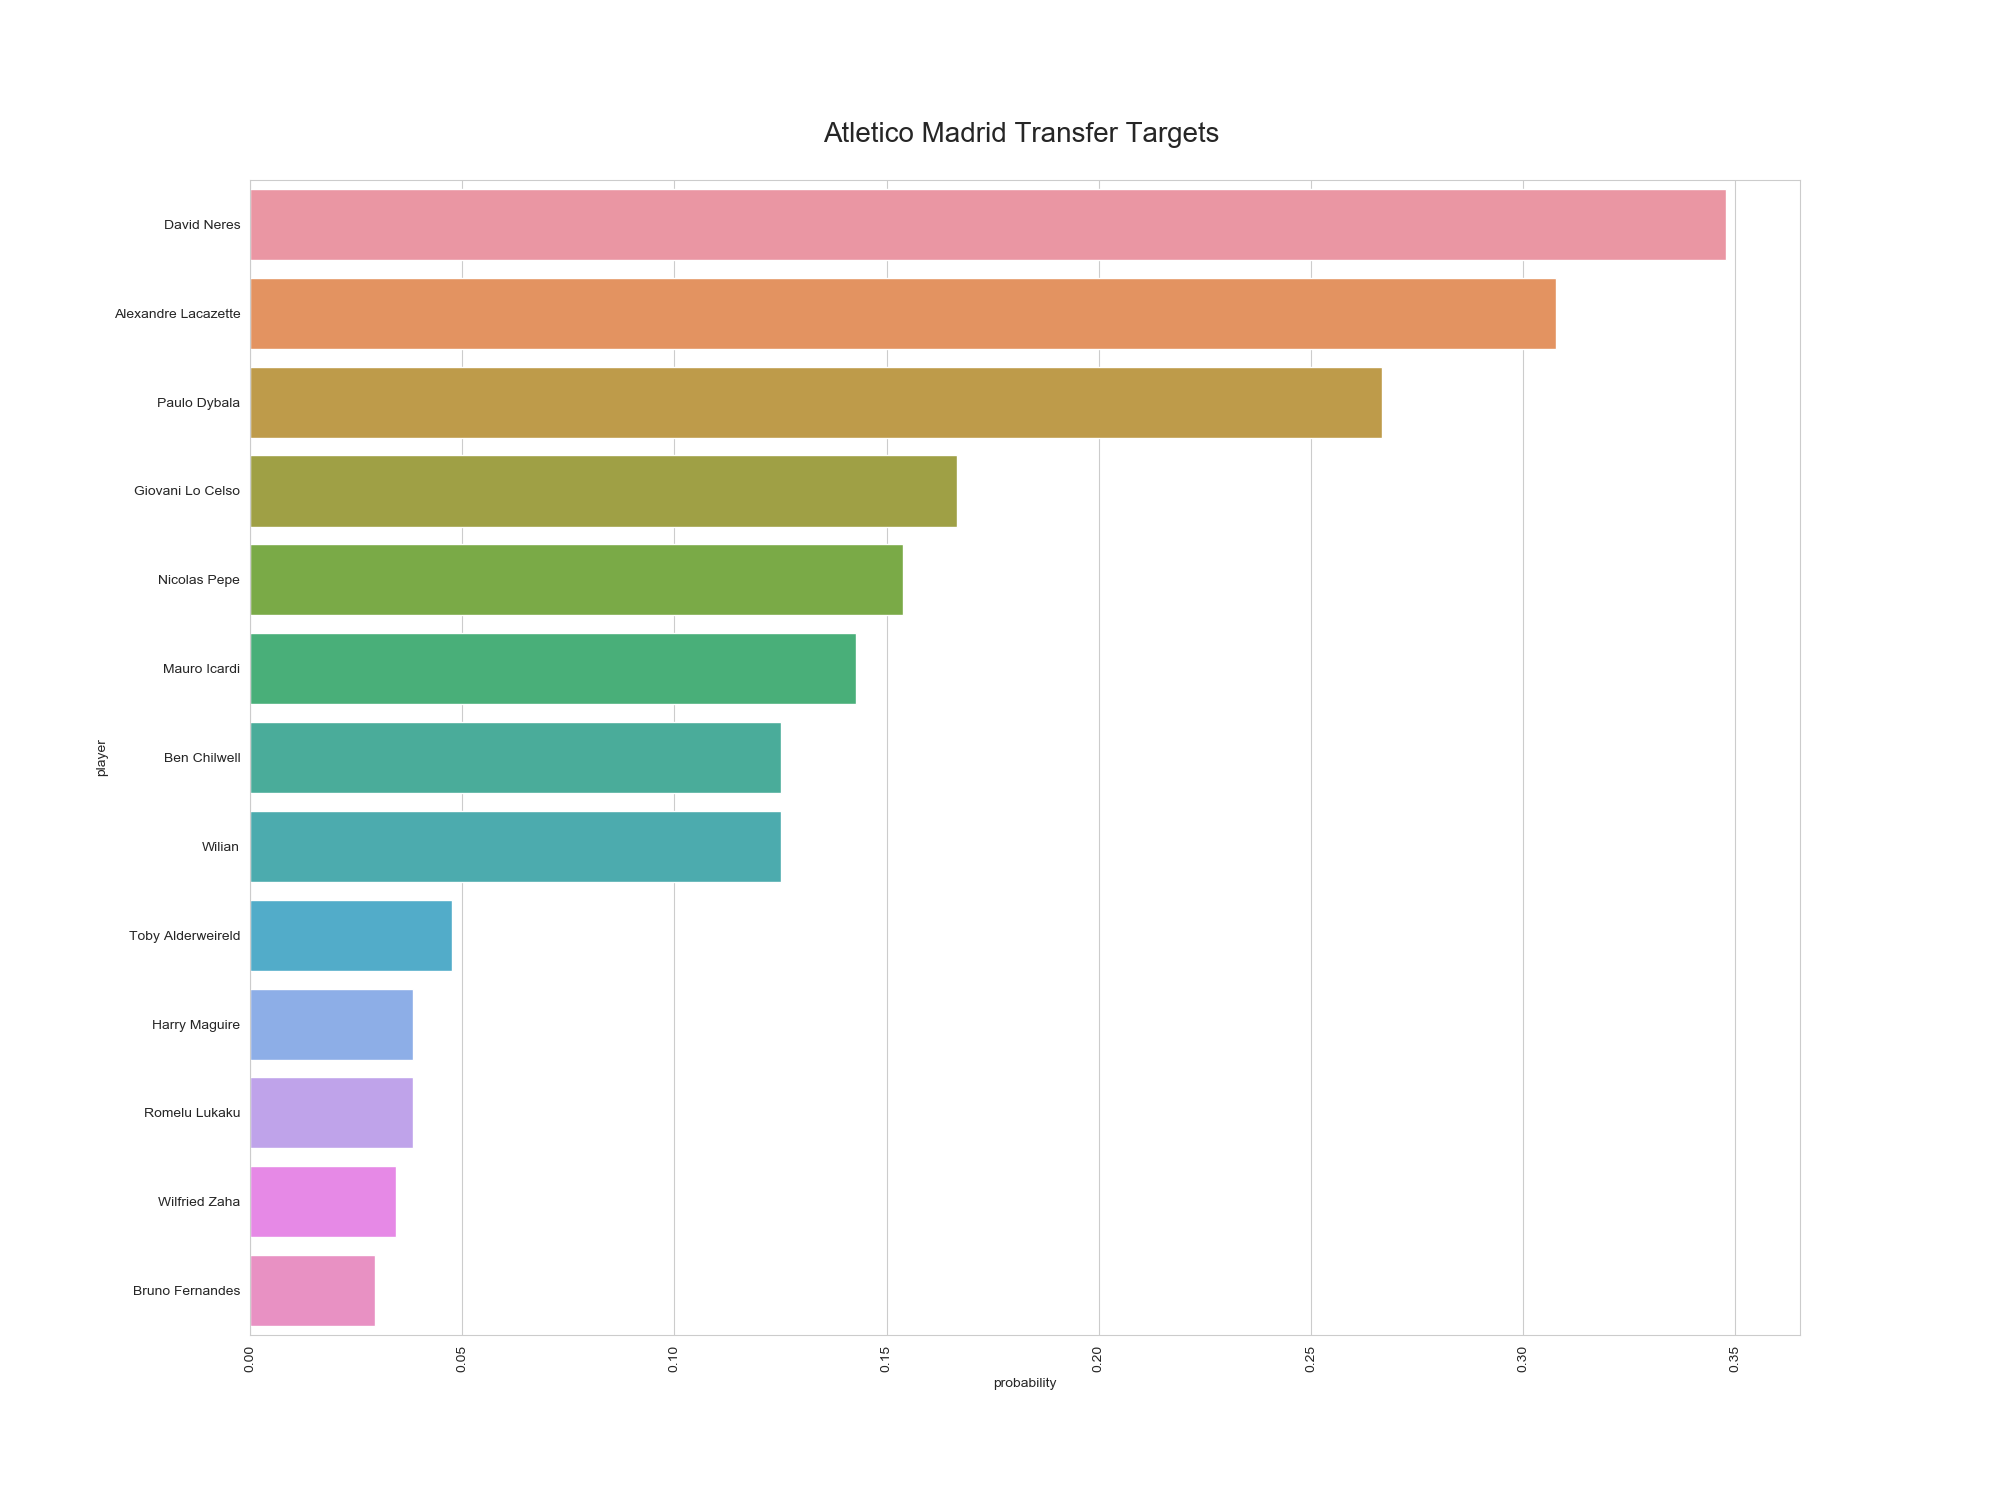 Atletico Madrid Transfer Targets
David Neres
Alexandre Lacazette
Paulo Dybala
Giovani Lo Celso
Nicolas Pepe
Mauro Icardi
Ben Chilwell
Wilian
Toby Alderweireld
Harry Maguire
Romelu Lukaku
Wilfried Zaha
Bruno Fernandes
player
0.00
0.05
0.10
0.15
0.20
0.25
0.30
0.35
probability